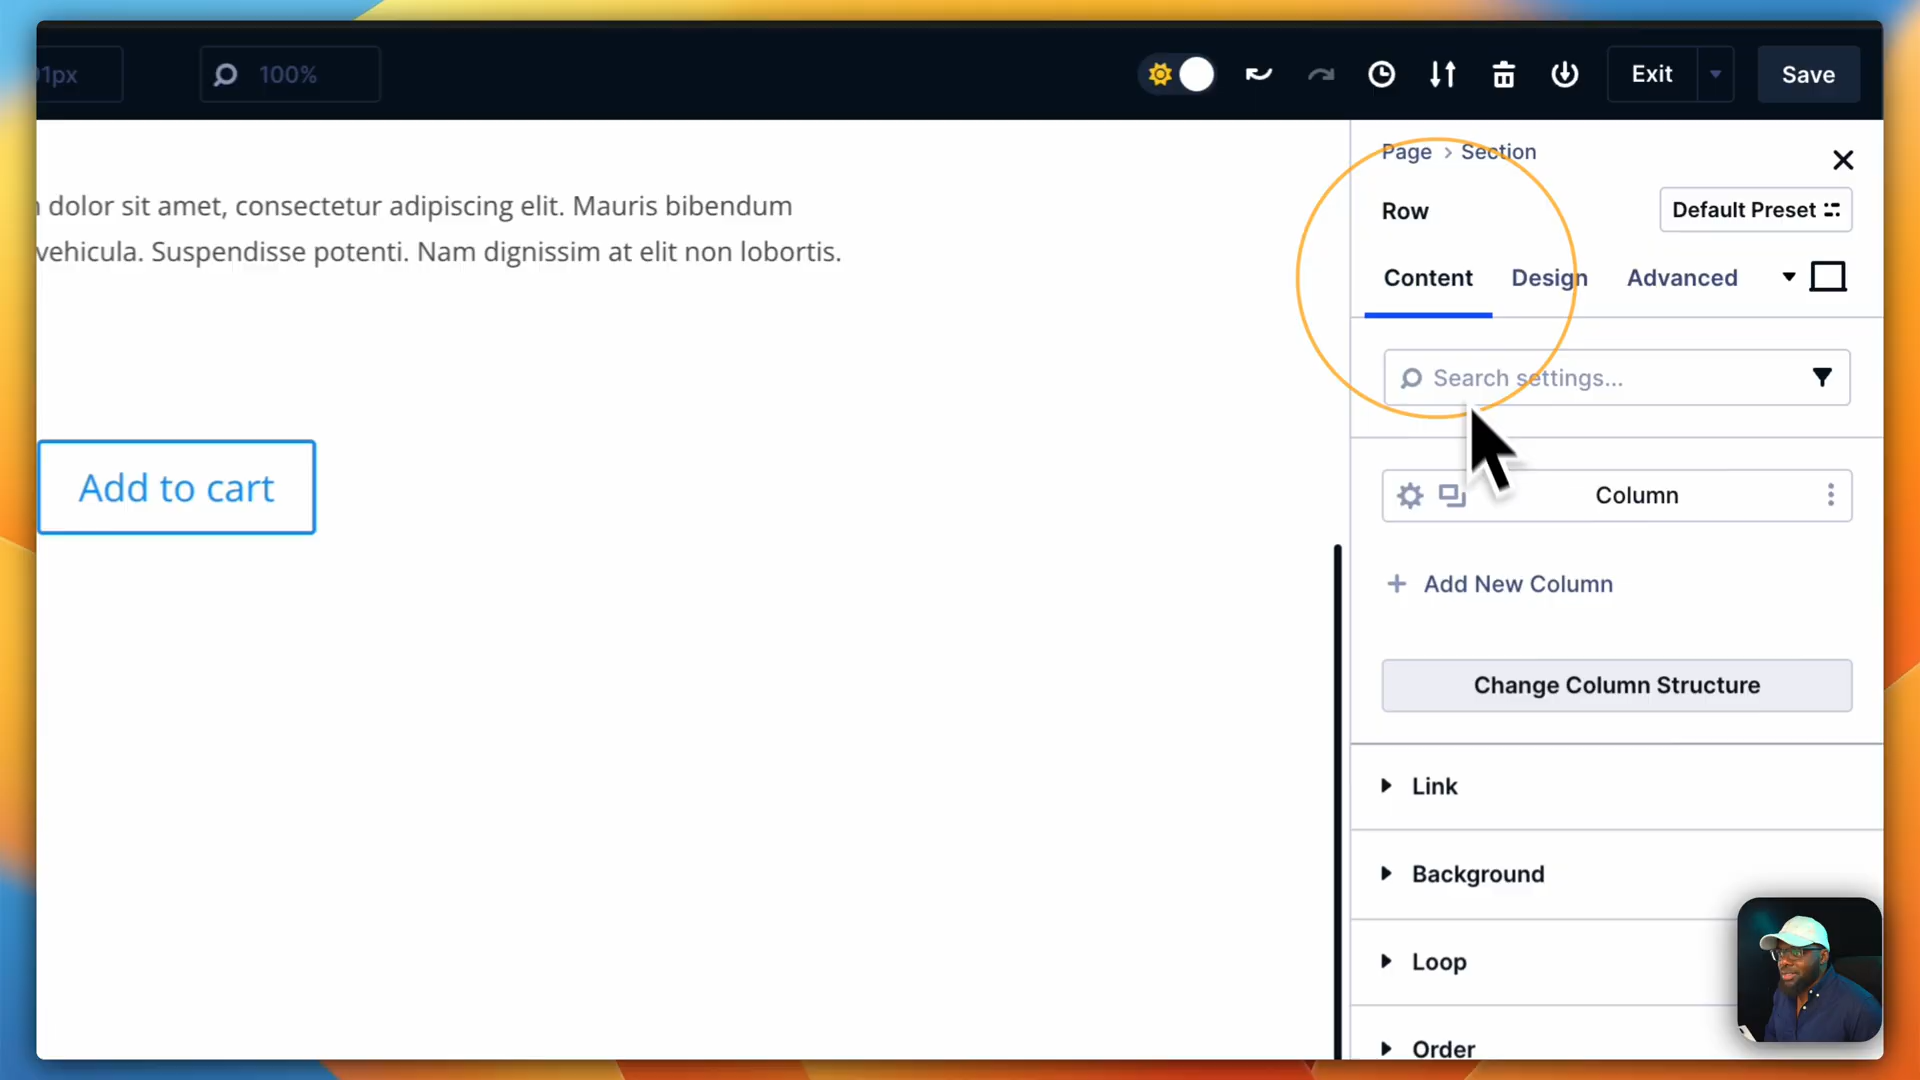 100%
Exit
Save
Page › Section
Row
Default Preset
Content
Design
Advanced
Search settings...
dolor sit amet, consectetur adipiscing elit. Mauris bibendum
vehicula. Suspendisse potenti. Nam dignissim at elit non lobortis.
Add to cart
Column
+ Add New Column
Change Column Structure
Link
Background
Loop
Order